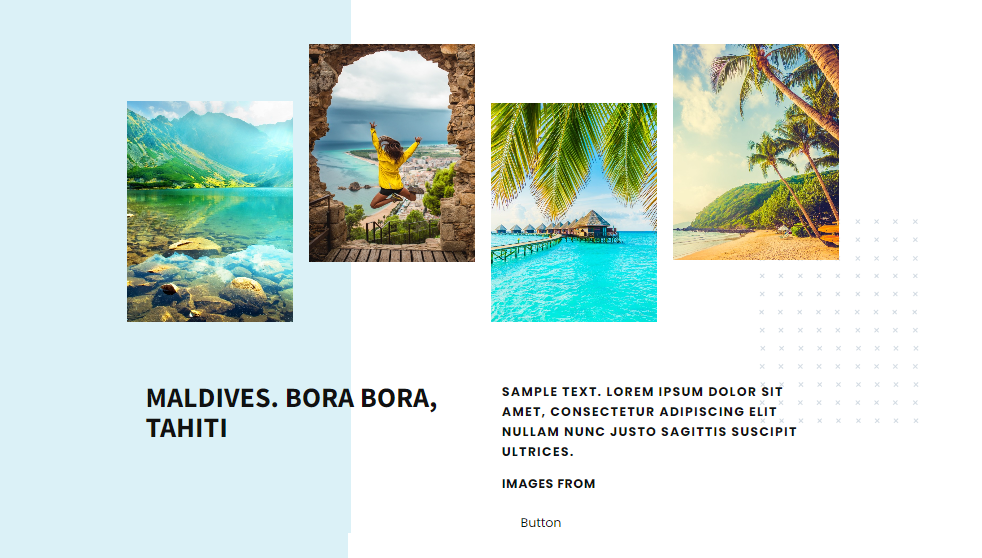 MALDIVES. BORA BORA,
TAHITI
SAMPLE TEXT. LOREM IPSUM DOLOR SIT
AMET, CONSECTETUR ADIPISCING ELIT
NULLAM NUNC JUSTO SAGITTIS SUSCIPIT
ULTRICES.
IMAGES FROM
Button